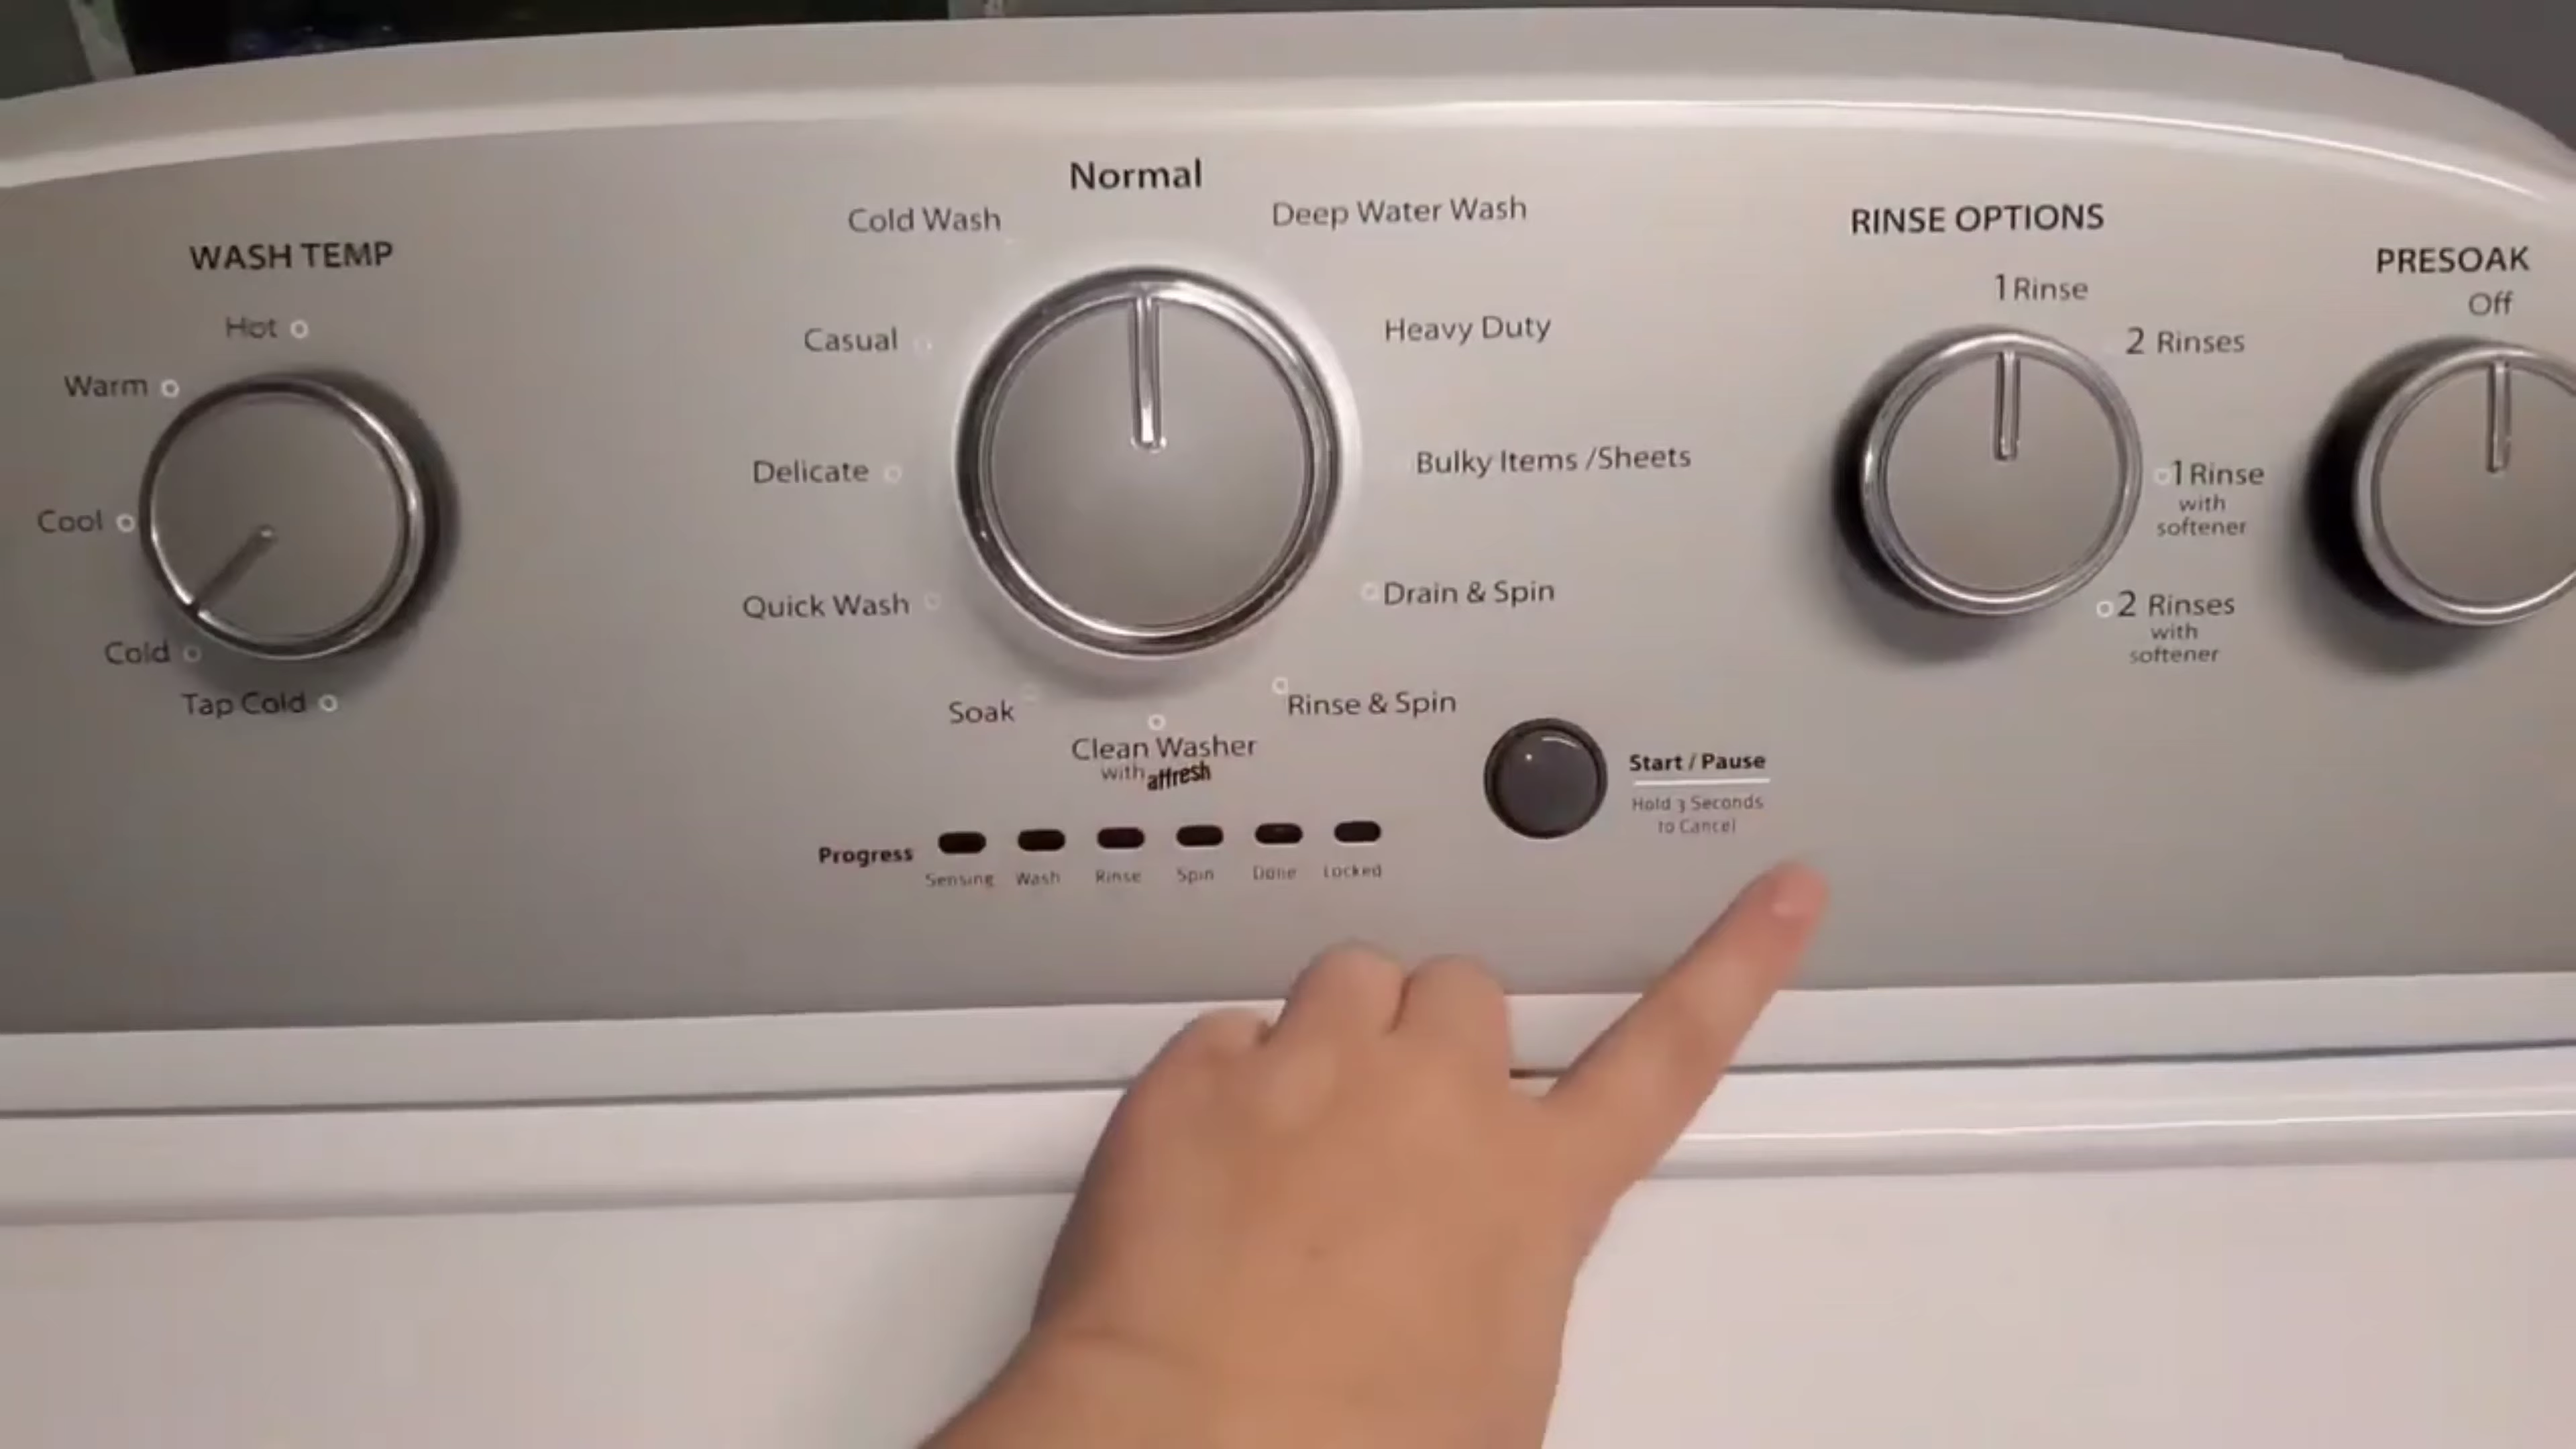 WASH TEMP
Hot
Warm
Cool
Cold
Tap Cold
Normal
Cold Wash
Deep Water Wash
Casual
Heavy Duty
Delicate
Bulky Items /Sheets
Quick Wash
Drain & Spin
Soak
Rinse & Spin
Clean Washer
with affresh
Progress
Sensing
Wash
Rinse
Spin
Done
Locked
Start / Pause
Hold 3 Seconds
to Cancel
RINSE OPTIONS
1 Rinse
2 Rinses
1 Rinse
with
softener
2 Rinses
with
softener
PRESOAK
Off